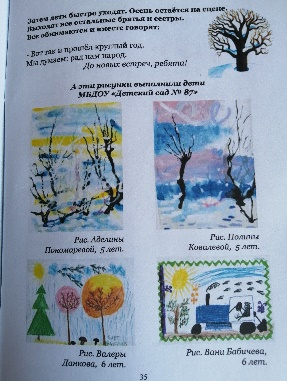 Затем дети быстро уходят. Осень остаётся на сцене.
Выходят все остальные братья и сестры.
Все обнимаются и вместе говорят:
- Вот так и прошёл круглый год,
Мы думаем: рад нам народ.
До новых встреч, ребята!
А эти рисунки выполнили дети
МБДОУ «Детский сад № 87»
Рис. Аделины
Пономаревой, 5 лет.
Рис. Полины
Ковалевой, 5 лет.
Рис. Валеры
Данкова, 6 лет.
Рис. Вани Бабичева,
6 лет.
35